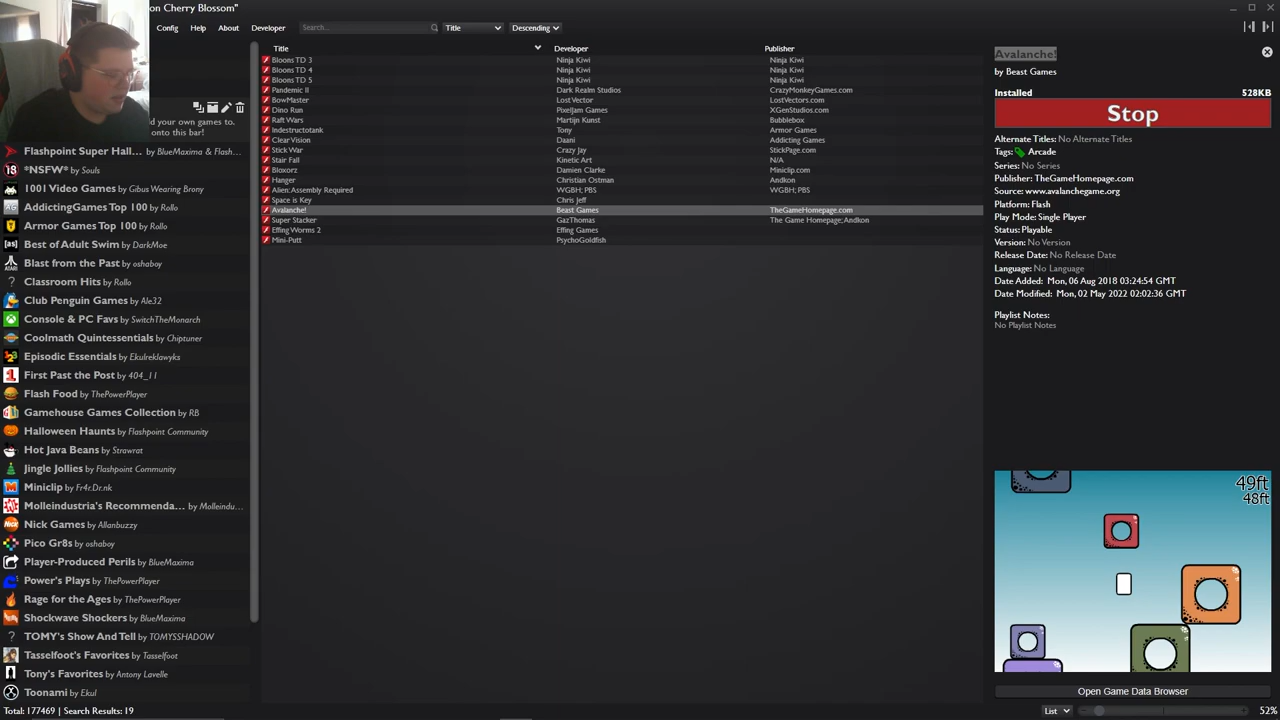 on Cherry Blossom"
Config Help About Developer Search... Title Descending
d your own games to.
onto this bar!
Flashpoint Super Hall... by BlueMaxima & Flash...
*NSFW* by Souls
1001 Video Games by Gibus Wearing Brony
AddictingGames Top 100 by Rollo
Armor Games Top 100 by Rollo
Best of Adult Swim by DarkMoe
Blast from the Past by oshaboy
Classroom Hits by Rollo
Club Penguin Games by Ale32
Console & PC Favs by SwitchTheMonarch
Coolmath Quintessentials by Chiptuner
Episodic Essentials by Ekulreklawyks
First Past the Post by 404_11
Flash Food by ThePowerPlayer
Gamehouse Games Collection by RB
Halloween Haunts by Flashpoint Community
Hot Java Beans by Strawrat
Jingle Jollies by Flashpoint Community
Miniclip by Fr4r.Dr.nk
Molleindustria's Recommenda... by Molleindu...
Nick Games by Allanbuzzy
Pico Gr8s by oshaboy
Player-Produced Perils by BlueMaxima
Power's Plays by ThePowerPlayer
Rage for the Ages by ThePowerPlayer
Shockwave Shockers by BlueMaxima
TOMY's Show And Tell by TOMYSSHADOW
Tasselfoot's Favorites by Tasselfoot
Tony's Favorites by Antony Lavelle
Toonami by Ekul
Total: 177469 | Search Results: 19
Title Developer Publisher
Bloons TD 3 Ninja Kiwi Ninja Kiwi
Bloons TD 4 Ninja Kiwi Ninja Kiwi
Bloons TD 5 Ninja Kiwi Ninja Kiwi
Pandemic II Dark Realm Studios CrazyMonkeyGames.com
BowMaster Lost Vector LostVectors.com
Dino Run PixelJam Games XGenStudios.com
Raft Wars Martijn Kunst Bubblebox
Indestructotank Tony Armor Games
Clear Vision Daani Addicting Games
Stick War Crazy Jay StickPage.com
Stair Fall Kinetic Art N/A
Bloxorz Damien Clarke Miniclip.com
Hanger Christian Ostman Andkon
Alien: Assembly Required WGBH; PBS WGBH; PBS
Space is Key Chris Jeff
Avalanche! Beast Games TheGameHomepage.com
Super Stacker GazThomas The Game Homepage; Andkon
Effing Worms 2 Effing Games
Mini-Putt PsychoGoldfish
Avalanche!
by Beast Games
Installed 528KB
Stop
Alternate Titles: No Alternate Titles
Tags: Arcade
Series: No Series
Publisher: TheGameHomepage.com
Source: www.avalanchegame.org
Platform: Flash
Play Mode: Single Player
Status: Playable
Version: No Version
Release Date: No Release Date
Language: No Language
Date Added: Mon, 06 Aug 2018 03:24:54 GMT
Date Modified: Mon, 02 May 2022 02:02:36 GMT
Playlist Notes:
No Playlist Notes
49ft
48ft
Open Game Data Browser
List 52%